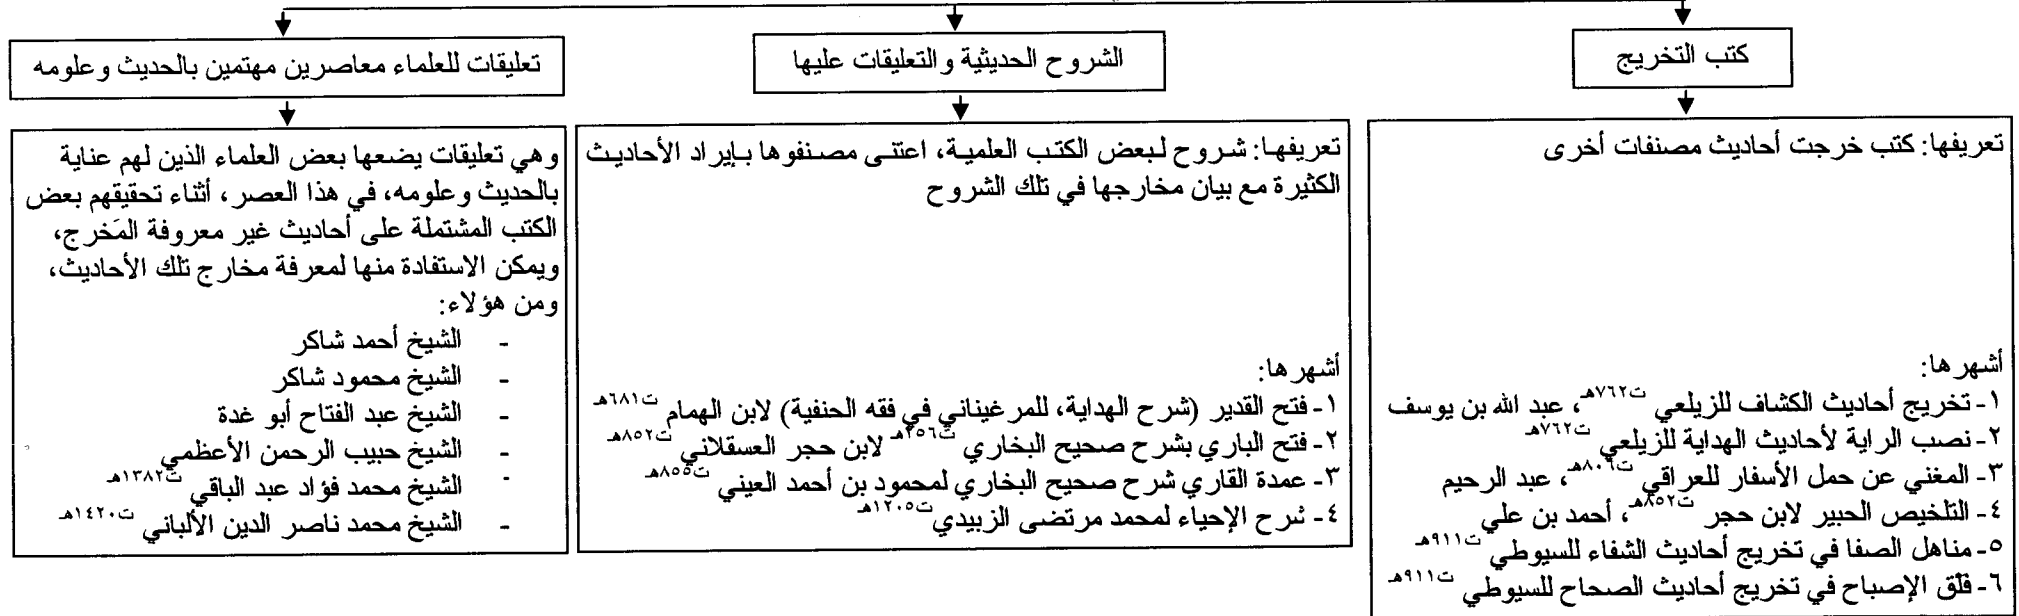 كتب التخريج
تعريفها: كتب خرجت أحاديث مصنفات أخرى
أشهرها:
١- تخريج أحاديث الكشاف للزيلعي ت٧٦٢هـ، عبد الله بن يوسف
٢- نصب الراية لأحاديث الهداية للزيلعي ت٧٦٢هـ
٣- المغني عن حمل الأسفار للعراقي ت٨٠٦هـ، عبد الرحيم
٤- التلخيص الحبير لابن حجر ت٨٥٢هـ، أحمد بن علي
٥- مناهل الصفا في تخريج أحاديث الشفاء للسيوطي ت٩١١هـ
٦- فلق الإصباح في تخريج أحاديث الصحاح للسيوطي ت٩١١هـ
الشروح الحديثية والتعليقات عليها
تعريفها: شروح لبعض الكتب العلمية، اعتنى مصنفوها بإيراد الأحاديث
الكثيرة مع بيان مخارجها في تلك الشروح
أشهرها:
١- فتح القدير (شرح الهداية، للمرغيناني في فقه الحنفية) لابن الهمام ت٦٨١هـ
٢- فتح الباري بشرح صحيح البخاري ت٢٥٦هـ لابن حجر العسقلاني ت٨٥٢هـ
٣- عمدة القاري شرح صحيح البخاري لمحمود بن أحمد العيني ت٨٥٥هـ
٤- شرح الإحياء لمحمد مرتضى الزبيدي ت١٢٠٥هـ
تعليقات للعلماء معاصرين مهتمين بالحديث وعلومه
وهي تعليقات يضعها بعض العلماء الذين لهم عناية
بالحديث وعلومه، في هذا العصر، أثناء تحقيقهم بعض
الكتب المشتملة على أحاديث غير معروفة المَخرج،
ويمكن الاستفادة منها لمعرفة مخارج تلك الأحاديث،
ومن هؤلاء:
- الشيخ أحمد شاكر
- الشيخ محمود شاكر
- الشيخ عبد الفتاح أبو غدة
- الشيخ حبيب الرحمن الأعظمي
- الشيخ محمد فؤاد عبد الباقي ت١٣٨٢هـ
- الشيخ محمد ناصر الدين الألباني ت١٤٢٠هـ